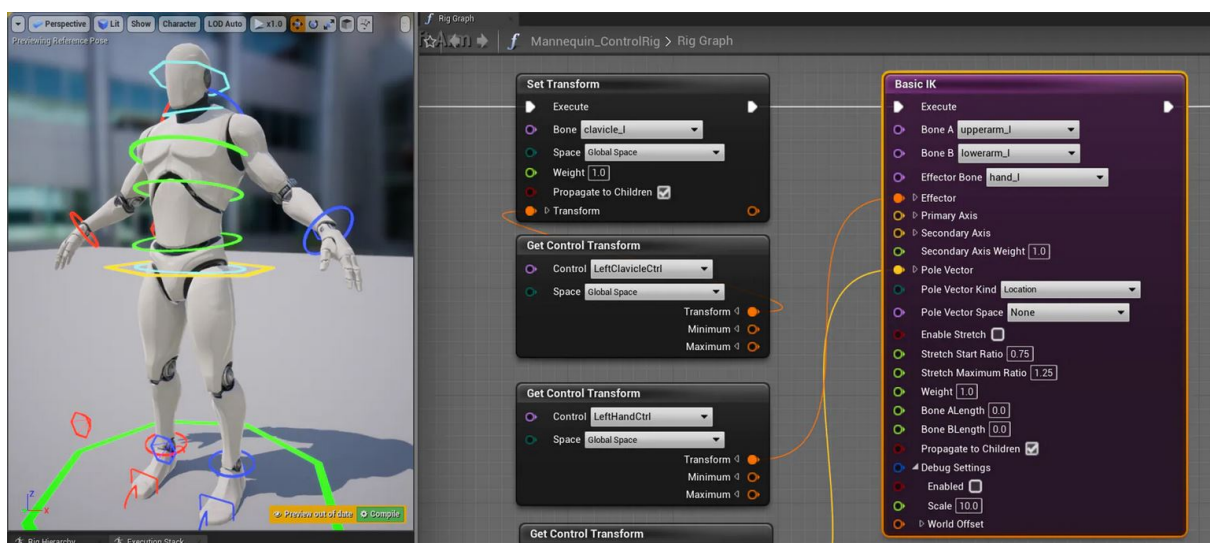 Perspective Lit Show Character LOD Auto x1.0
Previewing Reference Pose
Preview out of date Compile
Rig Hierarchy Execution Stack
Rig Graph
Mannequin_ControlRig > Rig Graph
Set Transform
Execute
Bone clavicle_l
Space Global Space
Weight 1.0
Propagate to Children
Transform
Get Control Transform
Control LeftClavicleCtrl
Space Global Space
Transform
Minimum
Maximum
Get Control Transform
Control LeftHandCtrl
Space Global Space
Transform
Minimum
Maximum
Get Control Transform
Basic IK
Execute
Bone A upperarm_l
Bone B lowerarm_l
Effector Bone hand_l
Effector
Primary Axis
Secondary Axis
Secondary Axis Weight 1.0
Pole Vector
Pole Vector Kind Location
Pole Vector Space None
Enable Stretch
Stretch Start Ratio 0.75
Stretch Maximum Ratio 1.25
Weight 1.0
Bone ALength 0.0
Bone BLength 0.0
Propagate to Children
Debug Settings
Enabled
Scale 10.0
World Offset
z
x